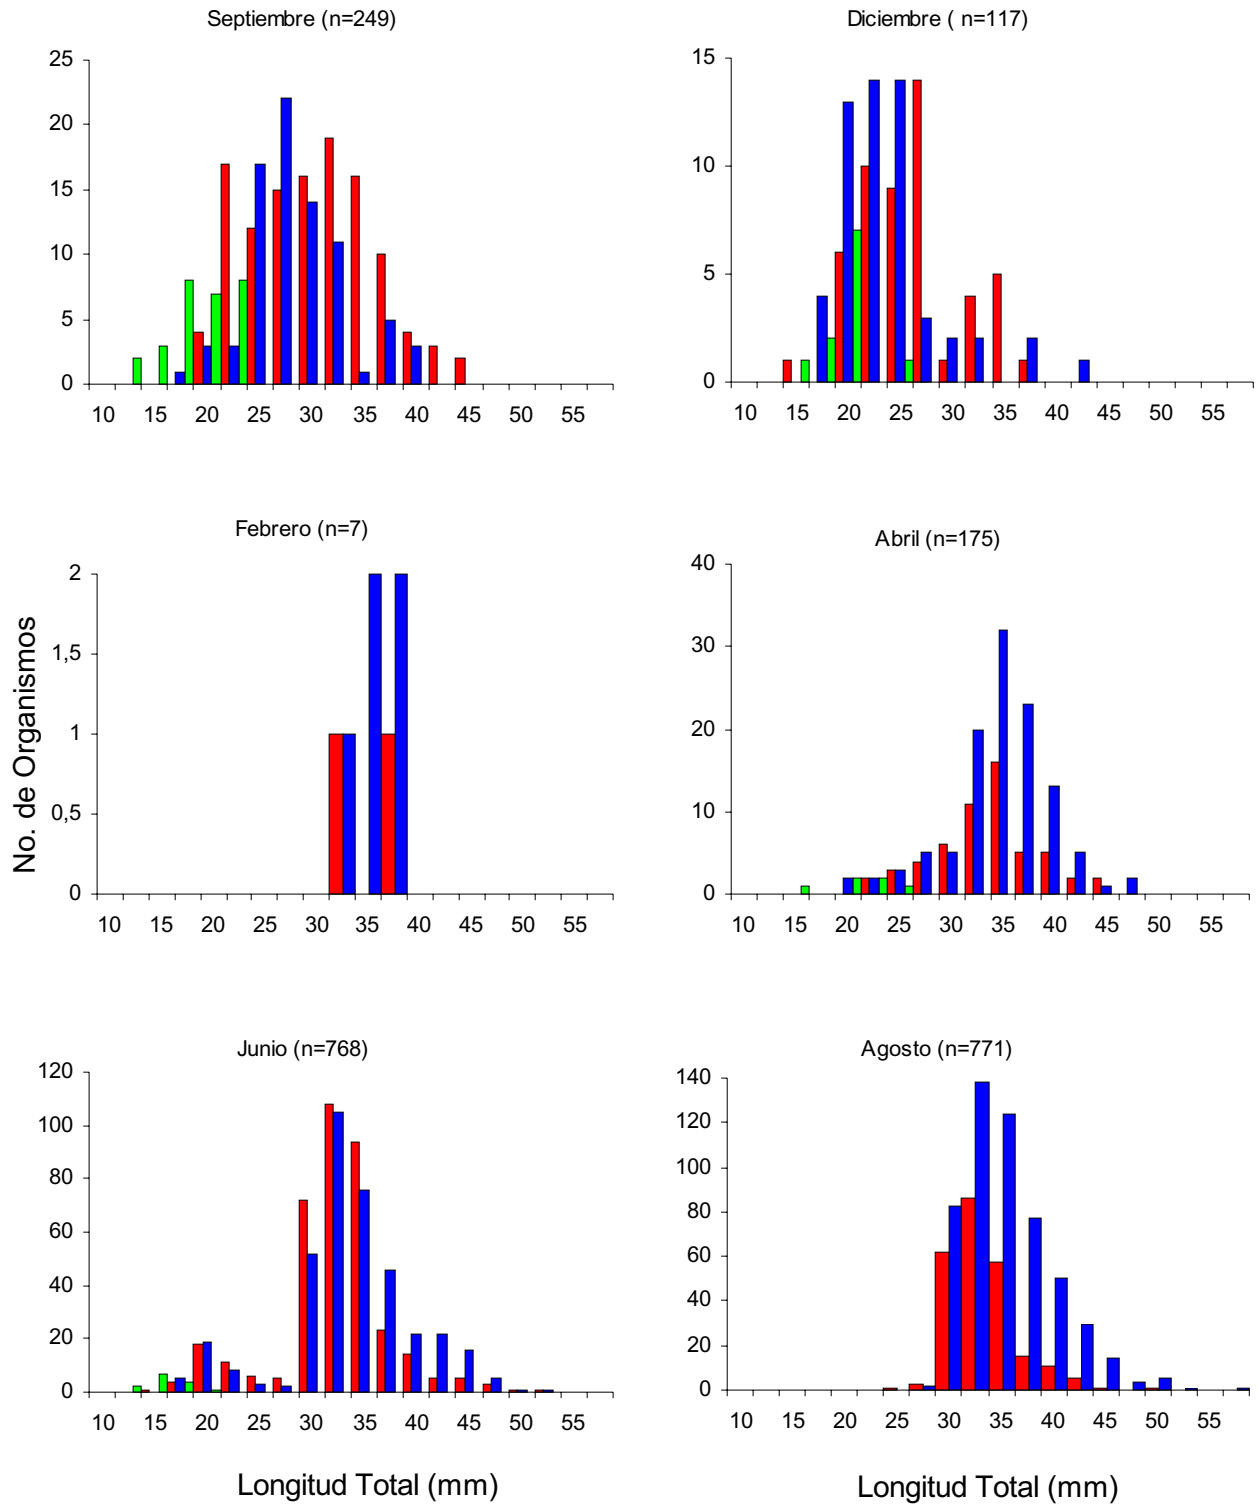 Septiembre (n=249)
25
20
15
10
5
0
10 15 20 25 30 35 40 45 50 55
Diciembre ( n=117)
15
10
5
0
10 15 20 25 30 35 40 45 50 55
No. de Organismos
Febrero (n=7)
2
1,5
1
0,5
0
10 15 20 25 30 35 40 45 50 55
Abril (n=175)
40
30
20
10
0
10 15 20 25 30 35 40 45 50 55
Junio (n=768)
120
100
80
60
40
20
0
10 15 20 25 30 35 40 45 50 55
Longitud Total (mm)
Agosto (n=771)
140
120
100
80
60
40
20
0
10 15 20 25 30 35 40 45 50 55
Longitud Total (mm)